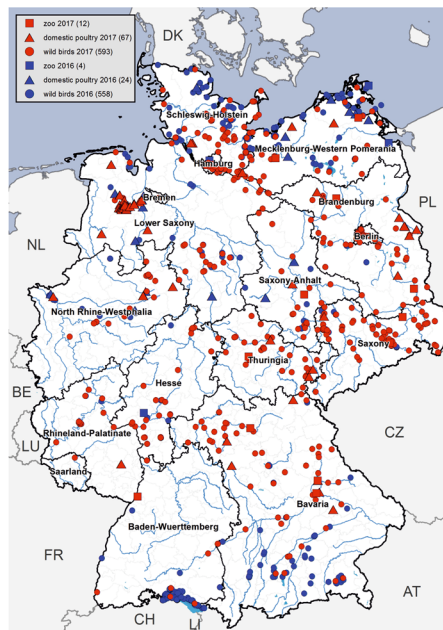 zoo 2017 (12)
domestic poultry 2017 (67)
wild birds 2017 (593)
zoo 2016 (4)
domestic poultry 2016 (24)
wild birds 2016 (558)
DK
Schleswig-Holstein
Mecklenburg-Western Pomerania
Hamburg
Bremen
Brandenburg
PL
Lower Saxony
Berlin
NL
Saxony-Anhalt
North Rhine-Westphalia
Saxony
Thuringia
Hesse
BE
Rhineland-Palatinate
CZ
LU
Saarland
Bavaria
Baden-Wuerttemberg
FR
AT
CH
LI